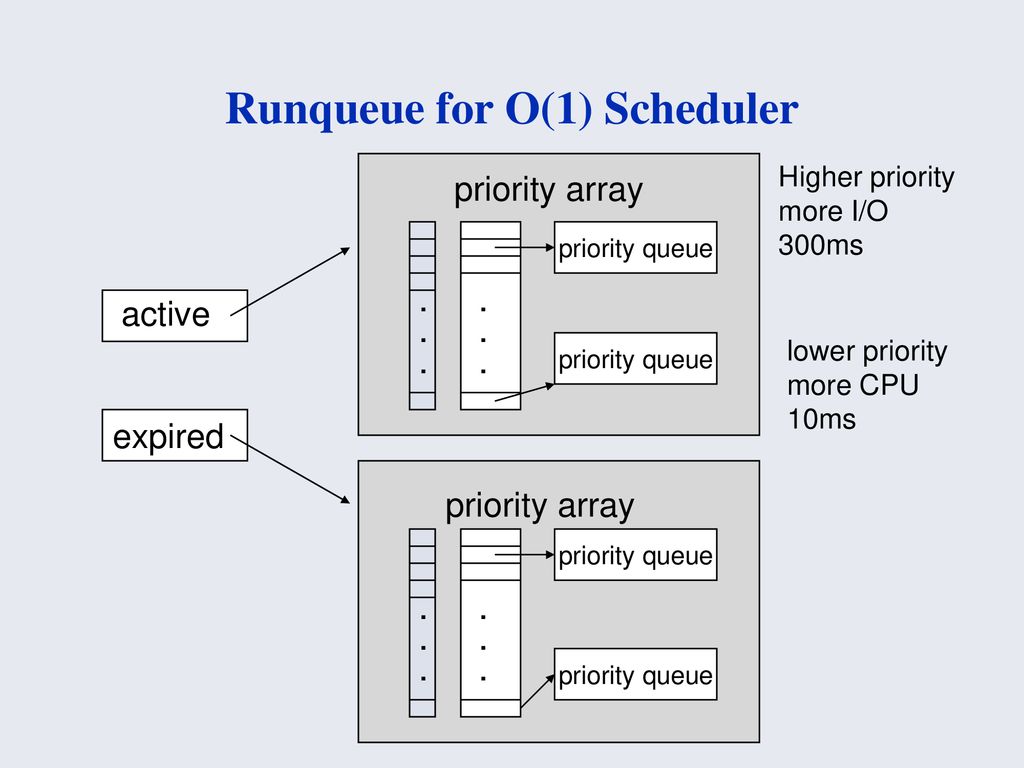 Runqueue for O(1) Scheduler
priority array
priority queue
priority queue
Higher priority
more I/O
300ms
lower priority
more CPU
10ms
active
expired
priority array
priority queue
priority queue